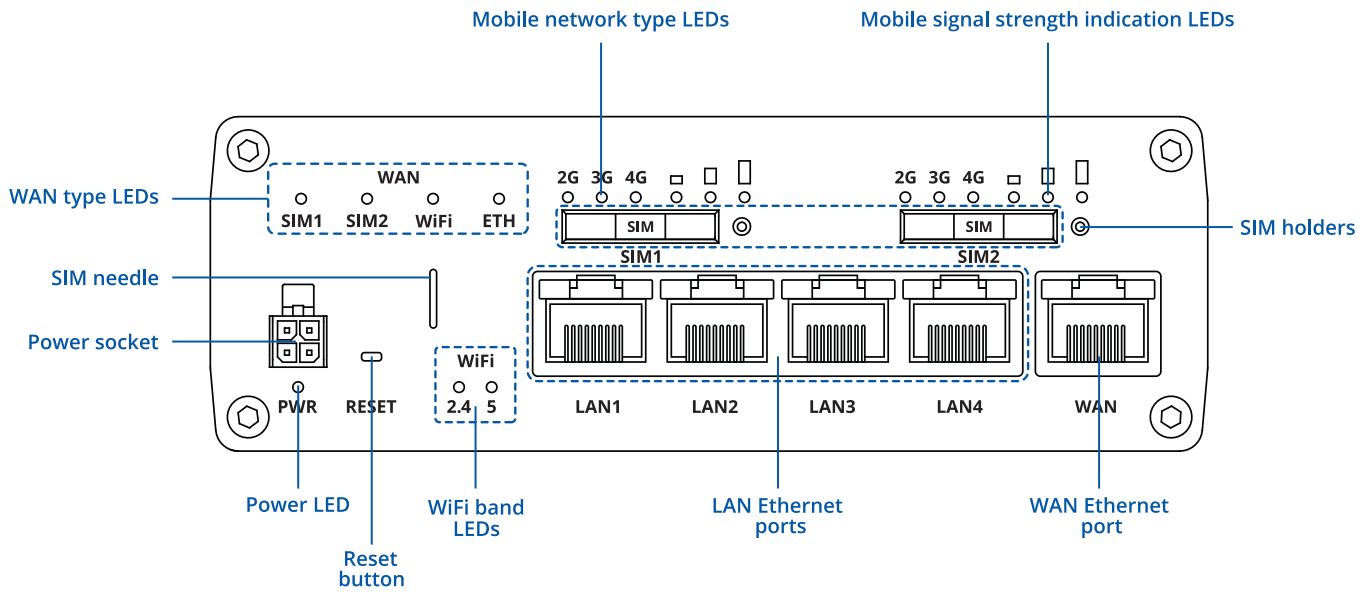 Mobile network type LEDs
Mobile signal strength indication LEDs
WAN type LEDs
WAN
SIM1 SIM2 WiFi ETH
2G 3G 4G
2G 3G 4G
SIM
SIM
SIM holders
SIM1
SIM2
SIM needle
Power socket
WiFi
2.4 5
PWR
RESET
LAN1
LAN2
LAN3
LAN4
WAN
Power LED
WiFi band
LEDs
LAN Ethernet
ports
WAN Ethernet
port
Reset
button